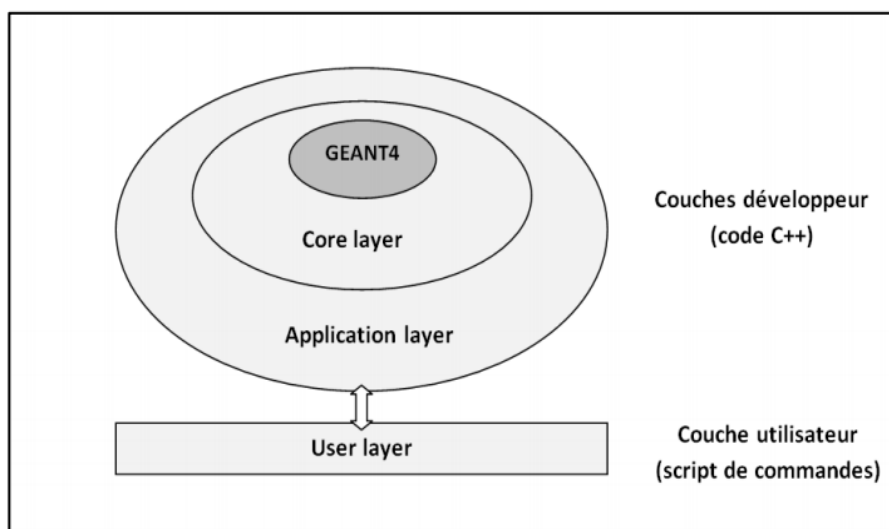 GEANT4
Core layer
Application layer
User layer
Couches développeur
(code C++)
Couche utilisateur
(script de commandes)